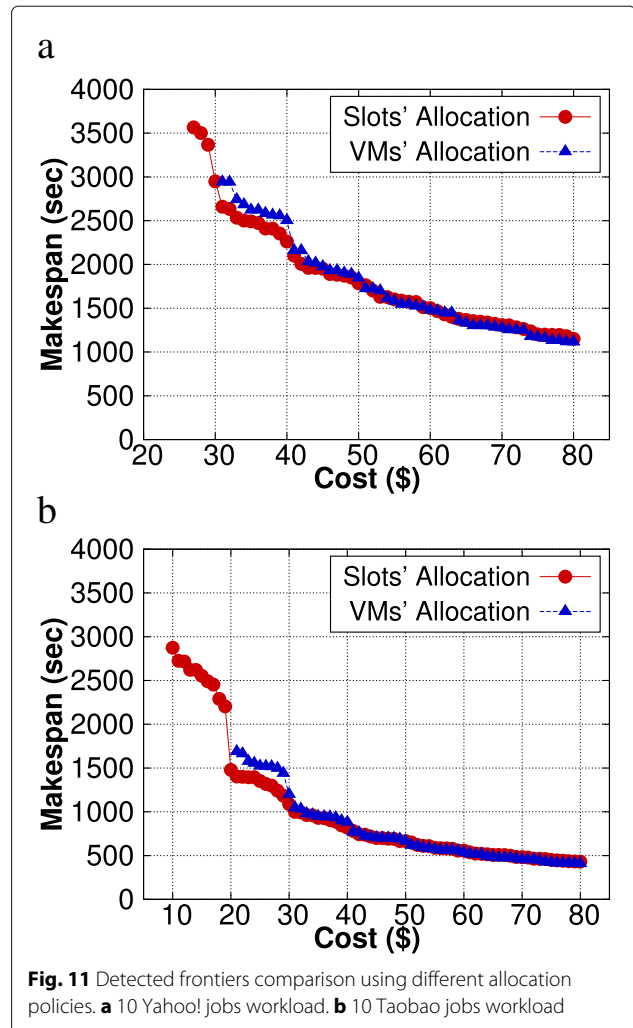 a
4000
3500
3000
2500
2000
1500
1000
500
0
Makespan (sec)
Slots' Allocation
VMs' Allocation
20 30 40 50 60 70 80
Cost ($)
b
4000
3500
3000
2500
2000
1500
1000
500
0
Makespan (sec)
Slots' Allocation
VMs' Allocation
10 20 30 40 50 60 70 80
Cost ($)
Fig. 11 Detected frontiers comparison using different allocation
policies. a 10 Yahoo! jobs workload. b 10 Taobao jobs workload